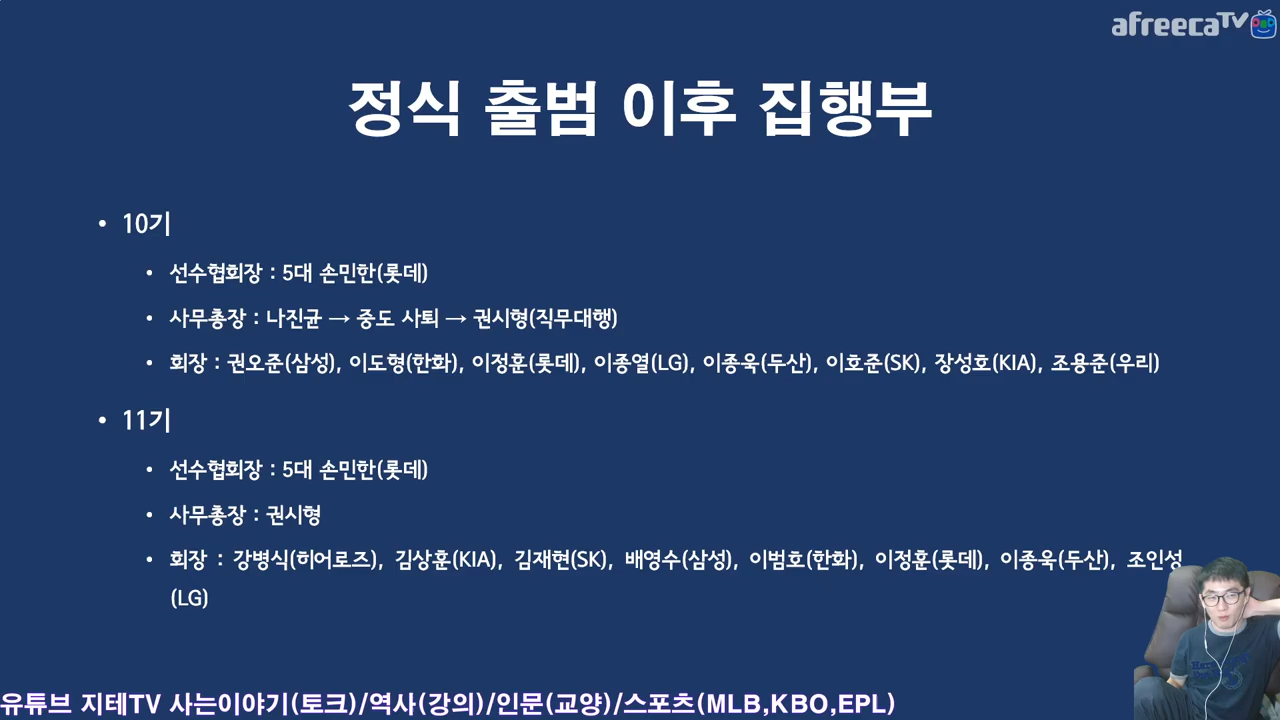 afreecaTV
정식 출범 이후 집행부
• 10기
• 선수협회장 : 5대 손민한(롯데)
• 사무총장 : 나진균 → 중도 사퇴 → 권시형(직무대행)
• 회장 : 권오준(삼성), 이도형(한화), 이정훈(롯데), 이종열(LG), 이종욱(두산), 이호준(SK), 장성호(KIA), 조용준(우리)
• 11기
• 선수협회장 : 5대 손민한(롯데)
• 사무총장 : 권시형
• 회장 : 강병식(히어로즈), 김상훈(KIA), 김재현(SK), 배영수(삼성), 이범호(한화), 이정훈(롯데), 이종욱(두산), 조인성
(LG)
유튜브 지테TV 사는이야기(토크)/역사(강의)/인문(교양)/스포츠(MLB,KBO,EPL)